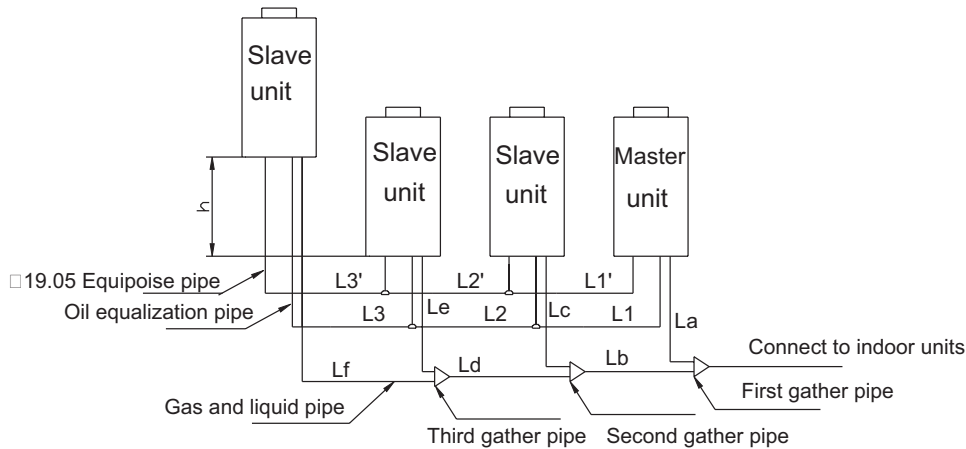 Slave
unit
Slave
unit
Slave
unit
Master
unit
h
□19.05 Equipoise pipe
L3'
L2'
L1'
Oil equalization pipe
L3
Le
L2
Lc
L1
La
Lf
Ld
Lb
Connect to indoor units
Gas and liquid pipe
First gather pipe
Third gather pipe
Second gather pipe